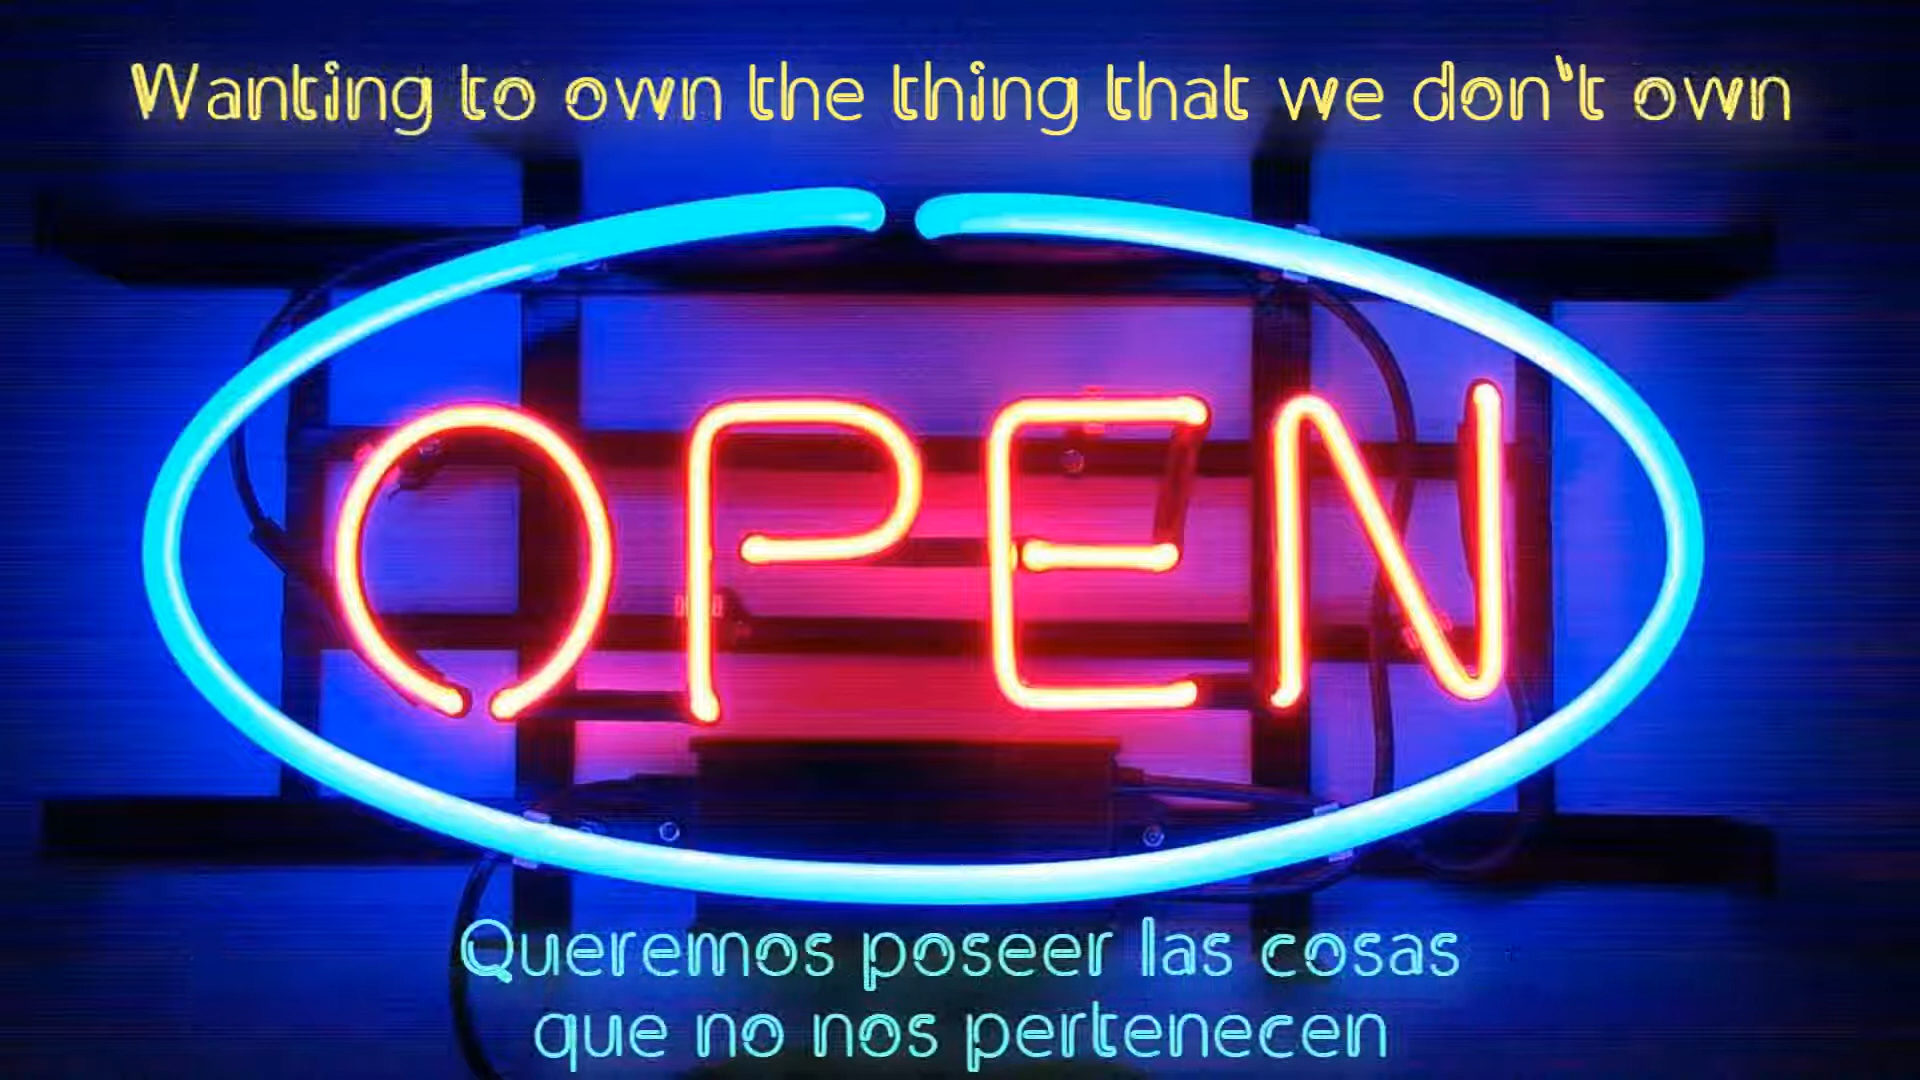 Wanting to own the thing that we don't own
OPEN
Queremos poseer las cosas
que no nos pertenecen